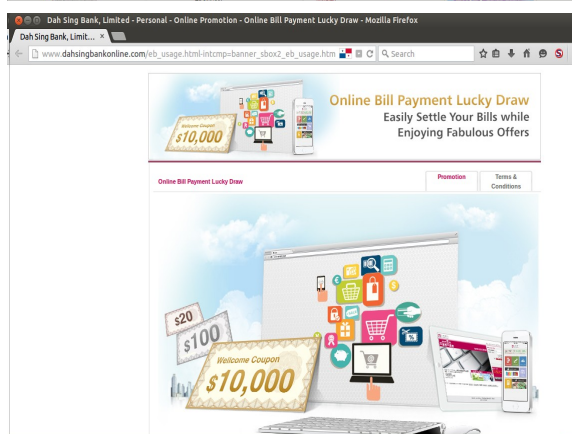 Dah Sing Bank, Limited - Personal - Online Promotion - Online Bill Payment Lucky Draw - Mozilla Firefox
Dah Sing Bank, Limit...
www.dahsingbankonline.com/eb_usage.html-intcmp=banner_sbox2_eb_usage.htm
Search
Online Bill Payment Lucky Draw
Easily Settle Your Bills while
Enjoying Fabulous Offers
Wellcome Coupon
$10,000
Online Bill Payment Lucky Draw
Promotion
Terms &
Conditions
$20
$100
Wellcome Coupon
$10,000